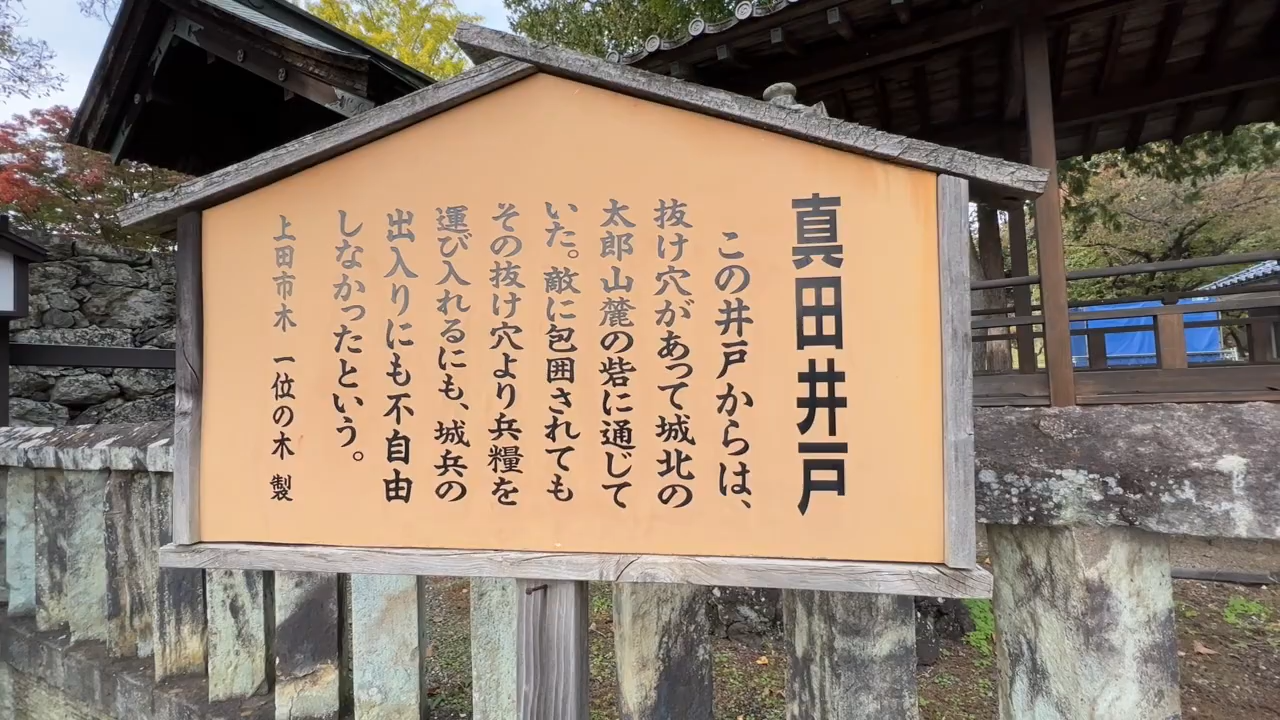 真田井戸
この井戸からは、
抜け穴があって城北の
太郎山麓の砦に通じて
いた。敵に包囲されても
その抜け穴より兵糧を
運び入れるにも、城兵の
出入りにも不自由
しなかったという。
上田市木 一位の木 製